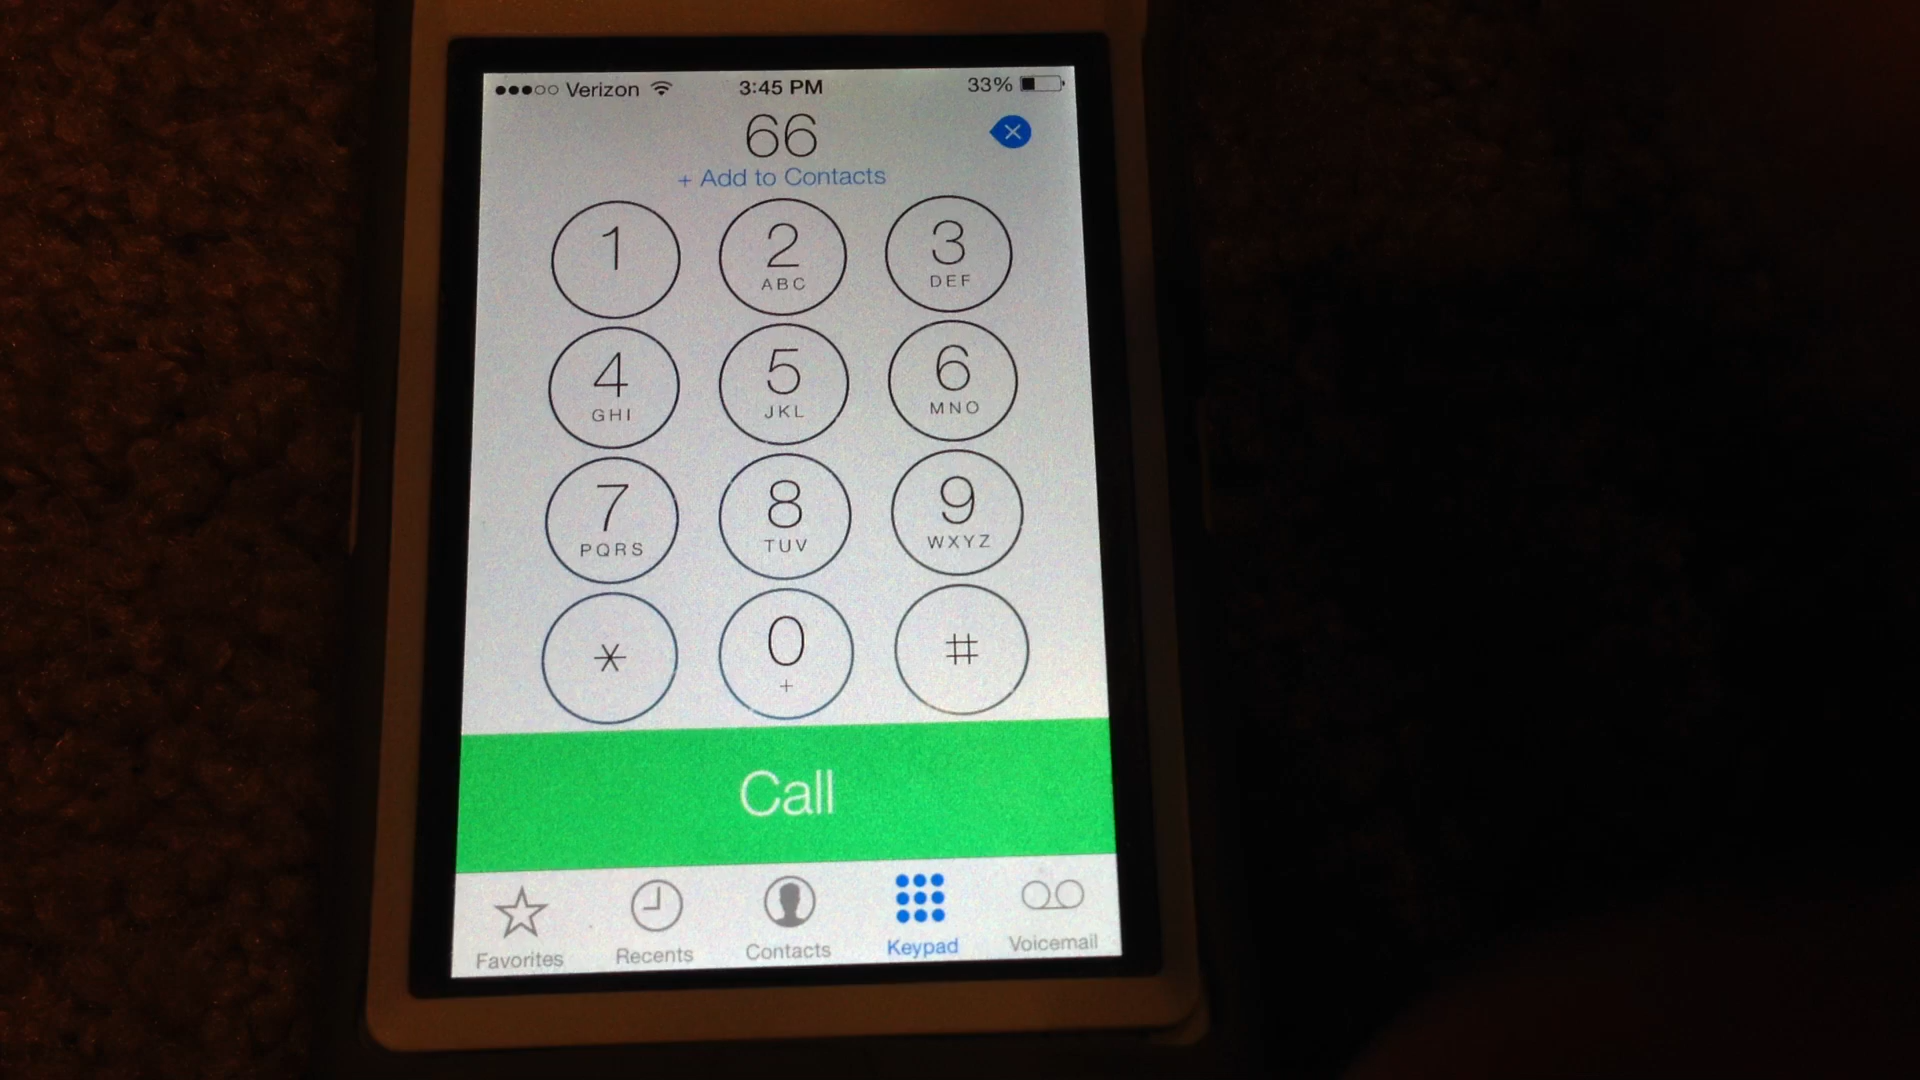 Verizon 3:45 PM 33%
66
+ Add to Contacts
1 2 3
ABC DEF
4 5 6
GHI JKL MNO
7 8 9
PQRS TUV WXYZ
* 0 #
+
Call
Favorites Recents Contacts Keypad Voicemail